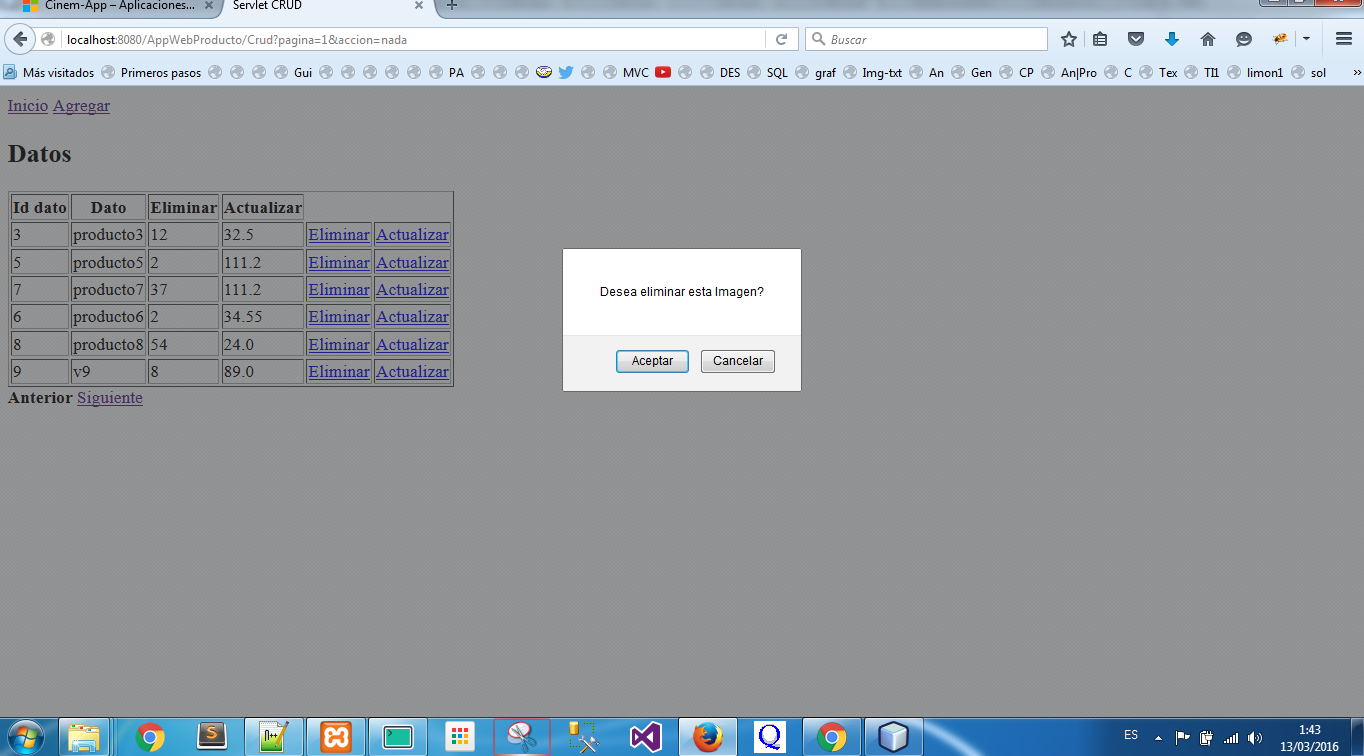 Cinem-App – Aplicaciones...
Servlet CRUD
localhost:8080/AppWebProducto/Crud?pagina=1&accion=nada
Buscar
Más visitados Primeros pasos Gui PA MVC DES SQL graf Img-txt An Gen CP An|Pro C Tex TI1 limon1 sol
Inicio Agregar
Datos
Id dato Dato Eliminar Actualizar
3 producto3 12 32.5 Eliminar Actualizar
5 producto5 2 111.2 Eliminar Actualizar
7 producto7 37 111.2 Eliminar Actualizar
6 producto6 2 34.55 Eliminar Actualizar
8 producto8 54 24.0 Eliminar Actualizar
9 v9 8 89.0 Eliminar Actualizar
Anterior Siguiente
Desea eliminar esta Imagen?
Aceptar Cancelar
ES
1:43
13/03/2016